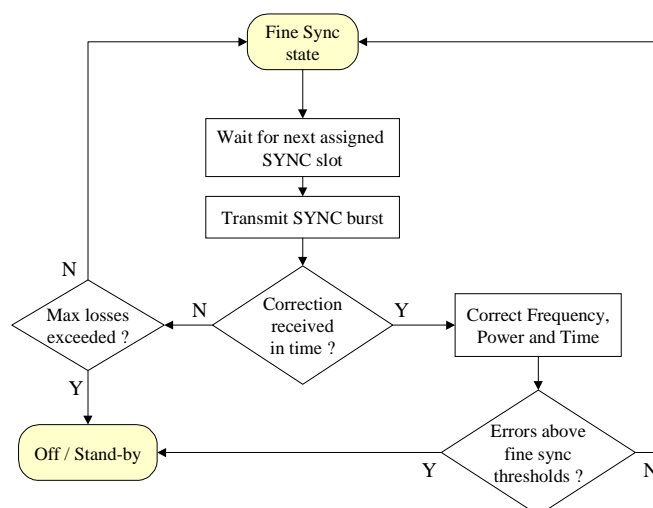 Fine Sync
state
Wait for next assigned
SYNC slot
Transmit SYNC burst
N
Max losses
exceeded ?
N
Correction
received
in time ?
Y
Correct Frequency,
Power and Time
Y
Off / Stand-by
Y
Errors above
fine sync
thresholds ?
N